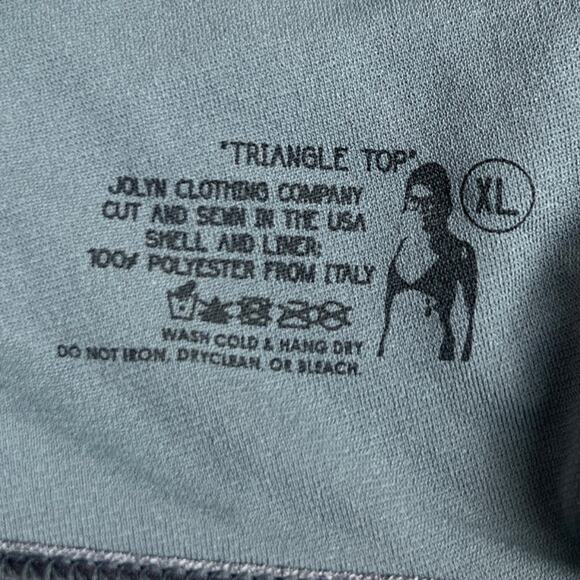 "TRIANGLE TOP"
XL
JOLYN CLOTHING COMPANY
CUT AND SEWN IN THE USA
SHELL AND LINER:
100% POLYESTER FROM ITALY
WASH COLD & HANG DRY
DO NOT IRON, DRYCLEAN, OR BLEACH